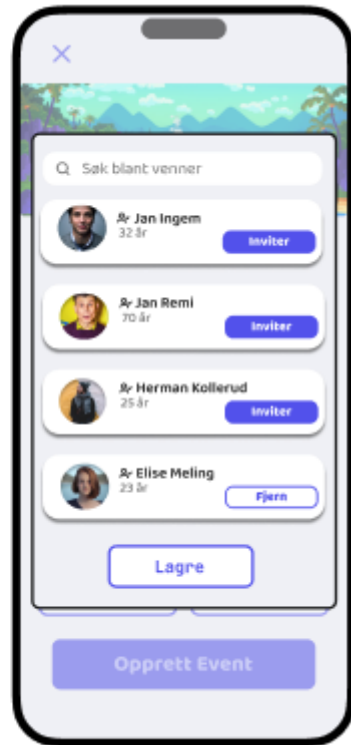 Søk blant venner
Jan Ingem
32 år
Inviter
Jan Remi
70 år
Inviter
Herman Kollerud
25 år
Inviter
Elise Meling
23 år
Fjern
Lagre
Opprett Event